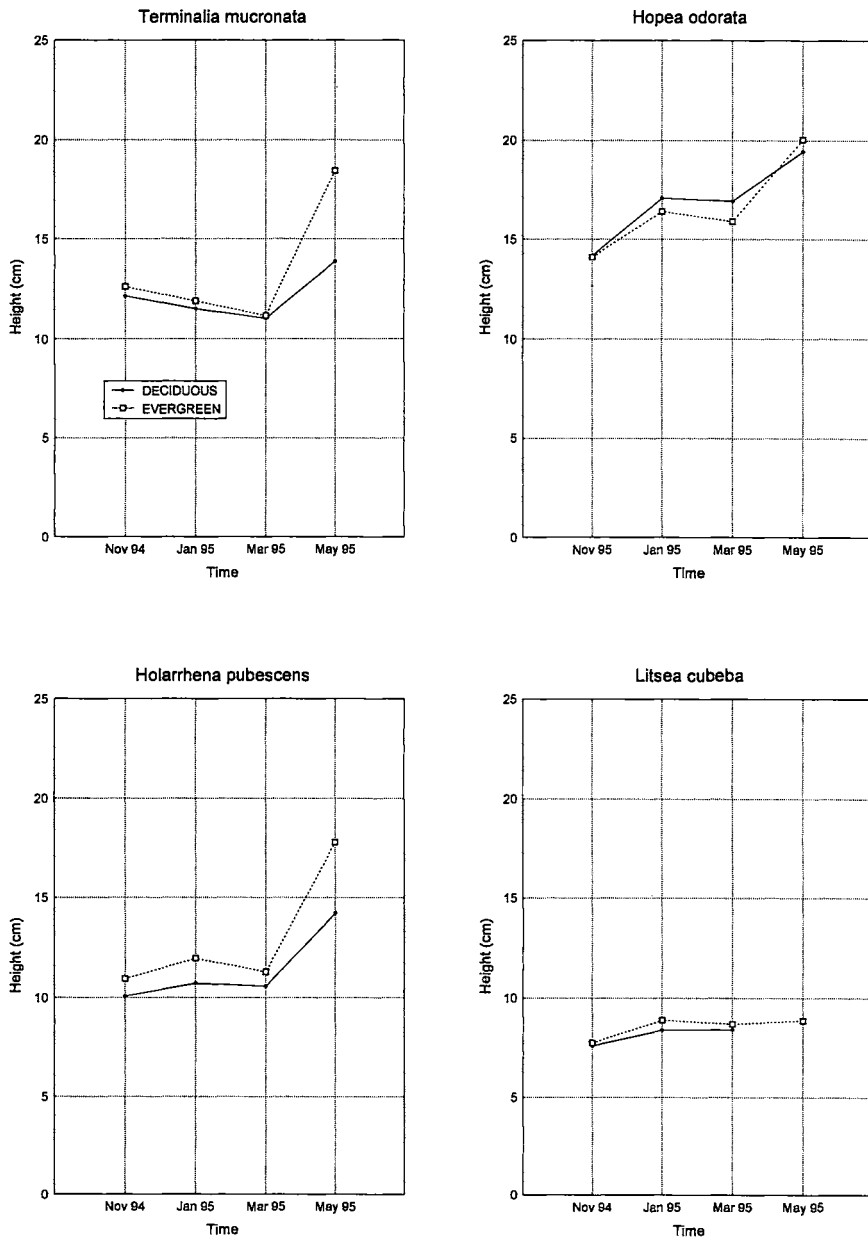 Terminalia mucronata
25
20
15
10
5
0
Height (cm)
DECIDUOUS
EVERGREEN
Nov 94 Jan 95 Mar 95 May 95
Time
Hopea odorata
25
20
15
10
5
0
Height (cm)
Nov 95 Jan 95 Mar 95 May 95
Time
Holarrhena pubescens
25
20
15
10
5
0
Height (cm)
Nov 94 Jan 95 Mar 95 May 95
Time
Litsea cubeba
25
20
15
10
5
0
Height (cm)
Nov 94 Jan 95 Mar 95 May 95
Time